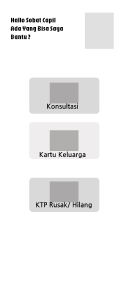 Hallo Sobat Capil
Ada Yang Bisa Saya
Bantu?
Konsultasi
Kartu Keluarga
KTP Rusak/ Hilang